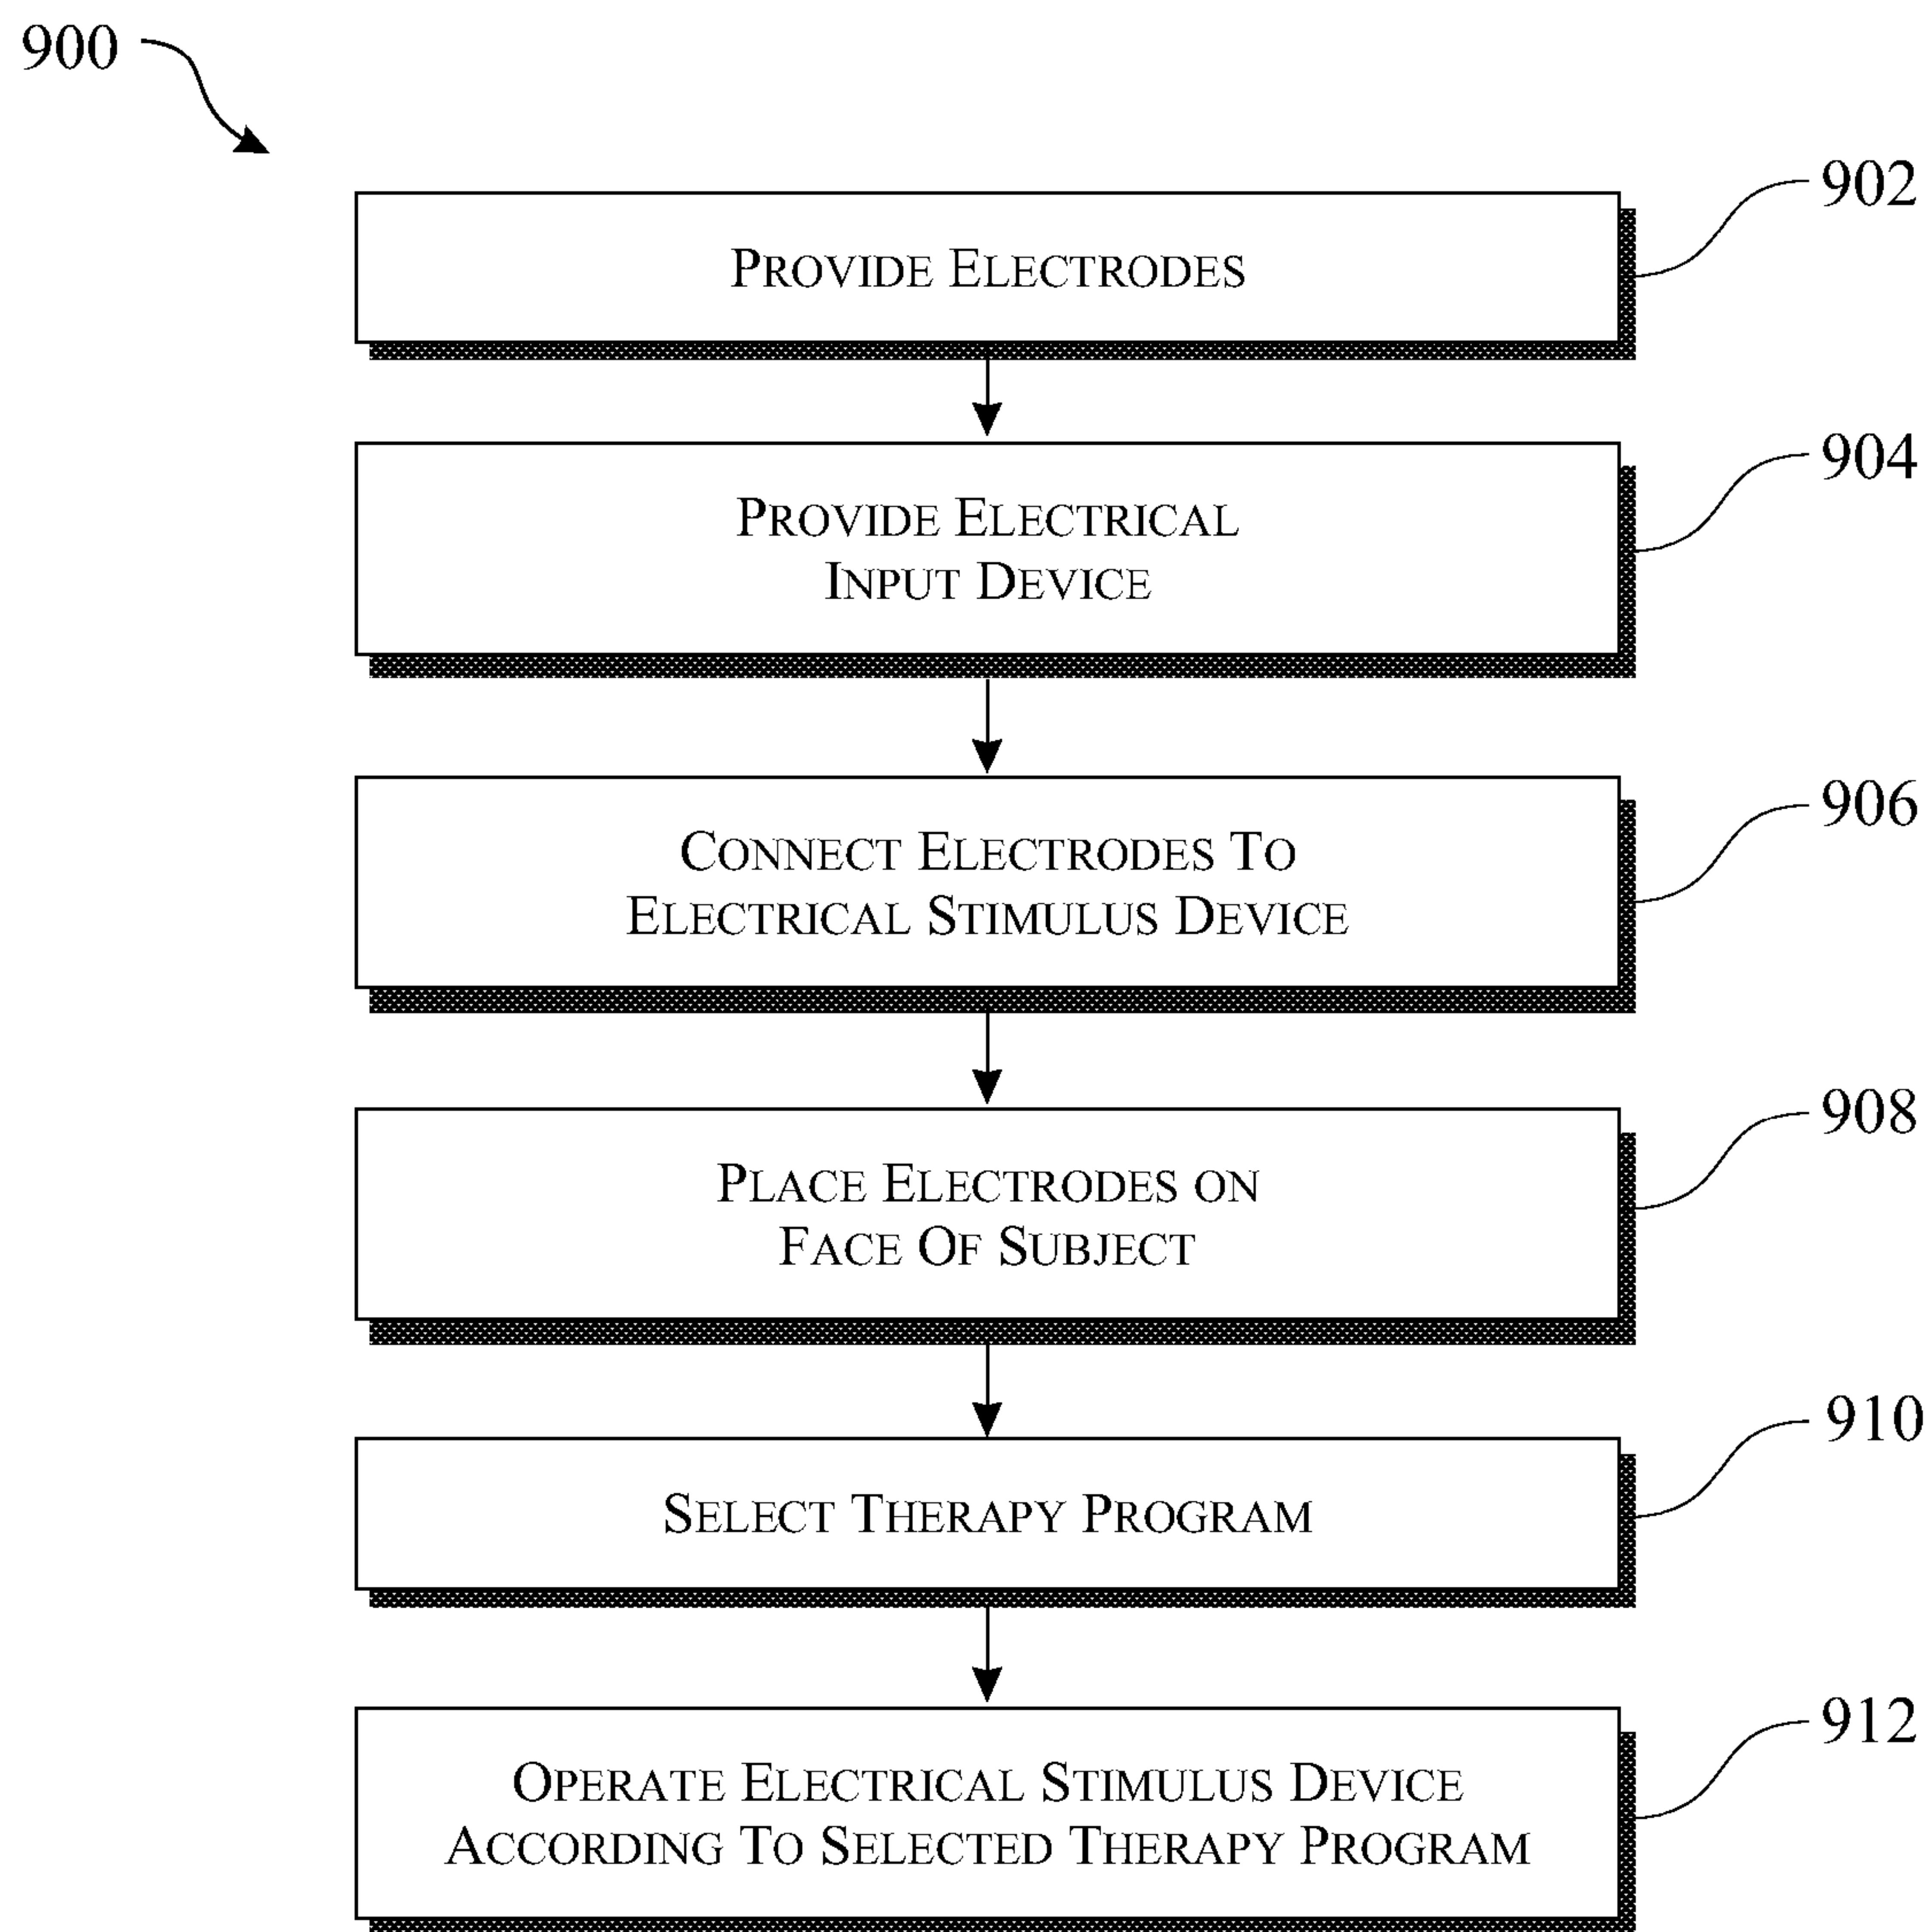 900
902
PROVIDE ELECTRODES
904
PROVIDE ELECTRICAL
INPUT DEVICE
906
CONNECT ELECTRODES TO
ELECTRICAL STIMULUS DEVICE
908
PLACE ELECTRODES ON
FACE OF SUBJECT
910
SELECT THERAPY PROGRAM
912
OPERATE ELECTRICAL STIMULUS DEVICE
ACCORDING TO SELECTED THERAPY PROGRAM